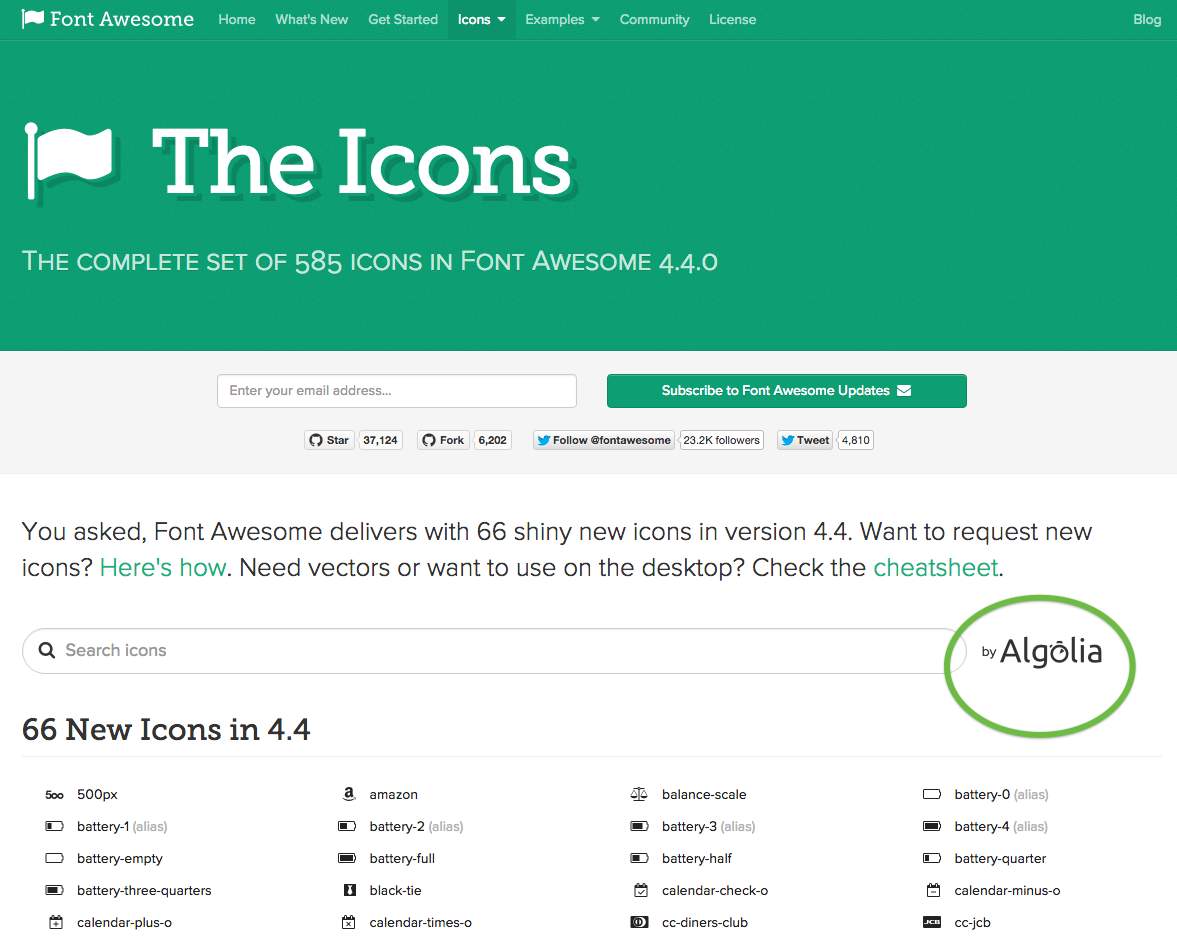 Font Awesome Home What's New Get Started Icons Examples Community License Blog
The Icons
The complete set of 585 icons in Font Awesome 4.4.0
Enter your email address... Subscribe to Font Awesome Updates
Star 37,124 Fork 6,202 Follow @fontawesome 23.2K followers Tweet 4,810
You asked, Font Awesome delivers with 66 shiny new icons in version 4.4. Want to request new
icons? Here's how. Need vectors or want to use on the desktop? Check the cheatsheet.
Search icons by Algolia
66 New Icons in 4.4
500 500px a amazon balance-scale battery-0 (alias)
battery-1 (alias) battery-2 (alias) battery-3 (alias) battery-4 (alias)
battery-empty battery-full battery-half battery-quarter
battery-three-quarters black-tie calendar-check-o calendar-minus-o
calendar-plus-o calendar-times-o cc-diners-club JCB cc-jcb